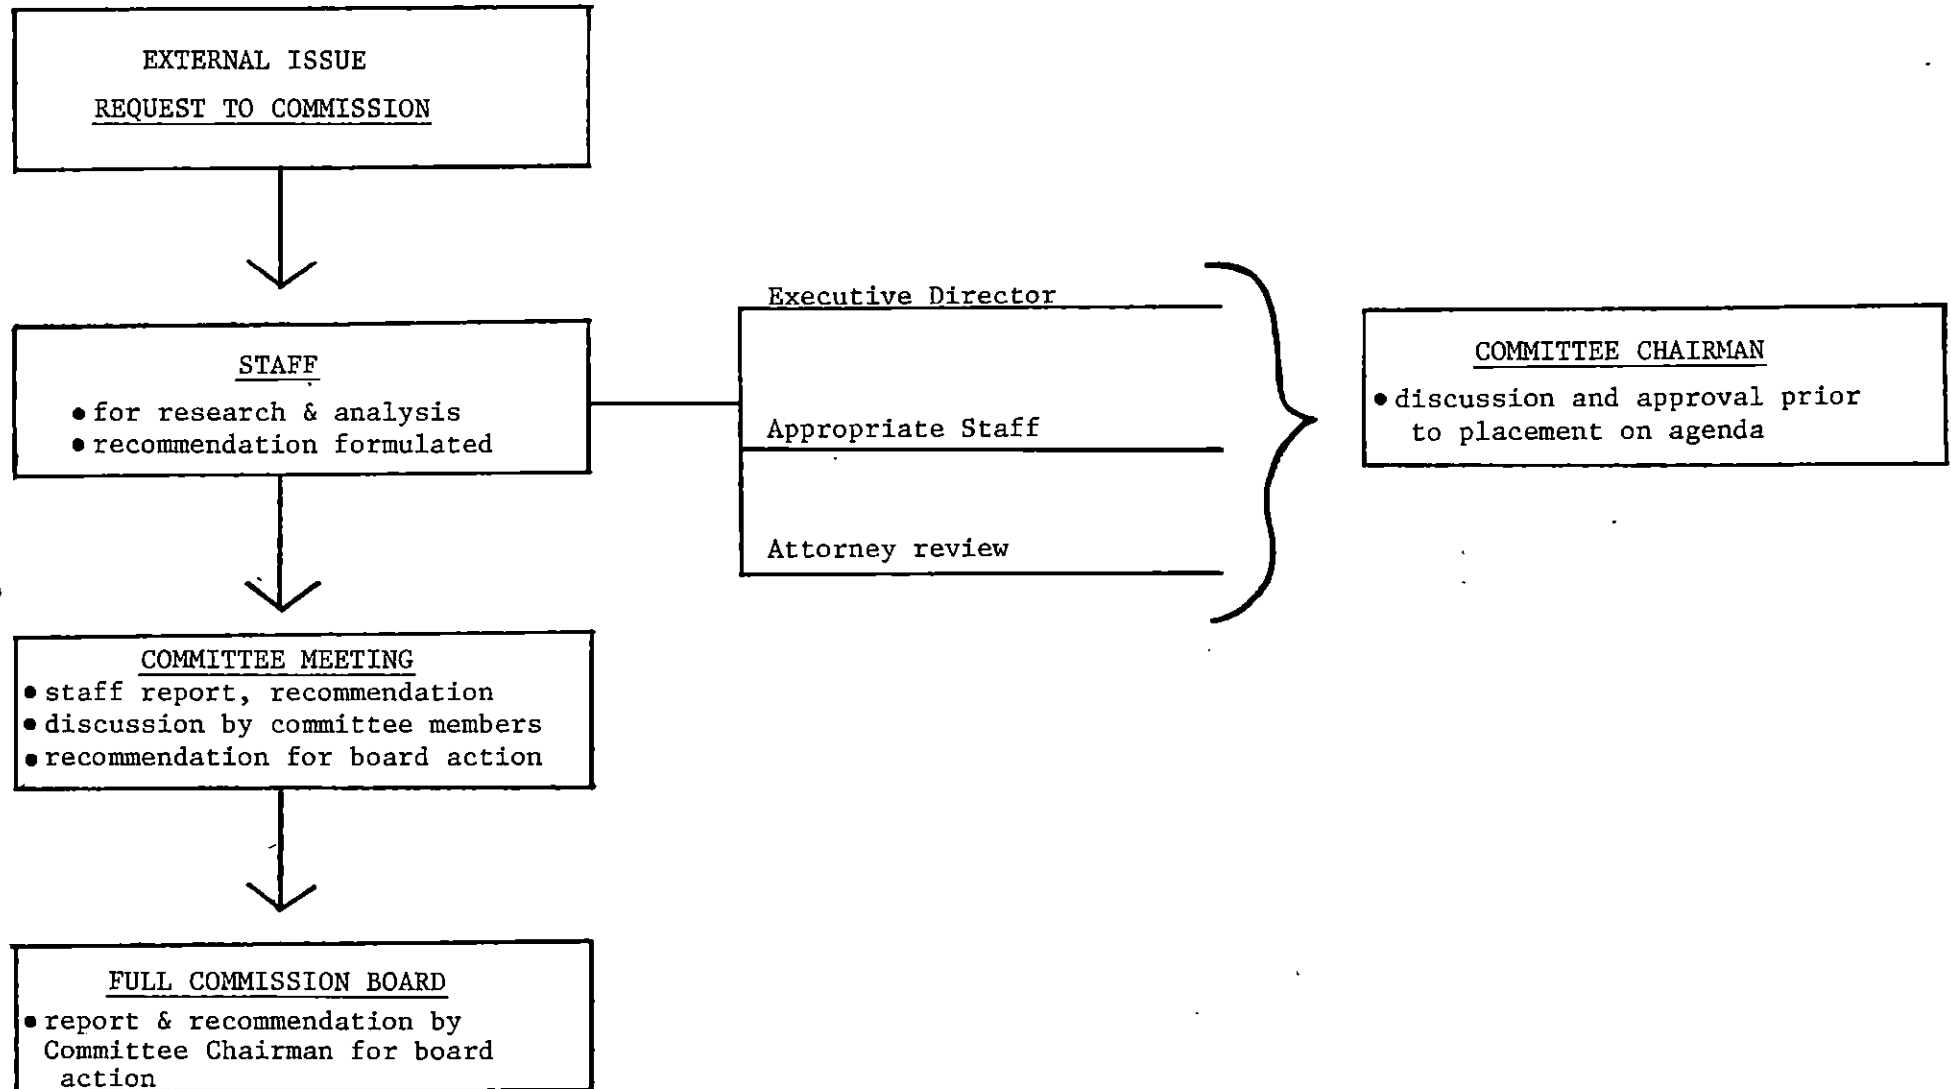 EXTERNAL ISSUE
REQUEST TO COMMISSION
STAFF
• for research & analysis
• recommendation formulated
Executive Director
Appropriate Staff
Attorney review
COMMITTEE CHAIRMAN
• discussion and approval prior
to placement on agenda
COMMITTEE MEETING
• staff report, recommendation
• discussion by committee members
• recommendation for board action
FULL COMMISSION BOARD
• report & recommendation by
Committee Chairman for board
action